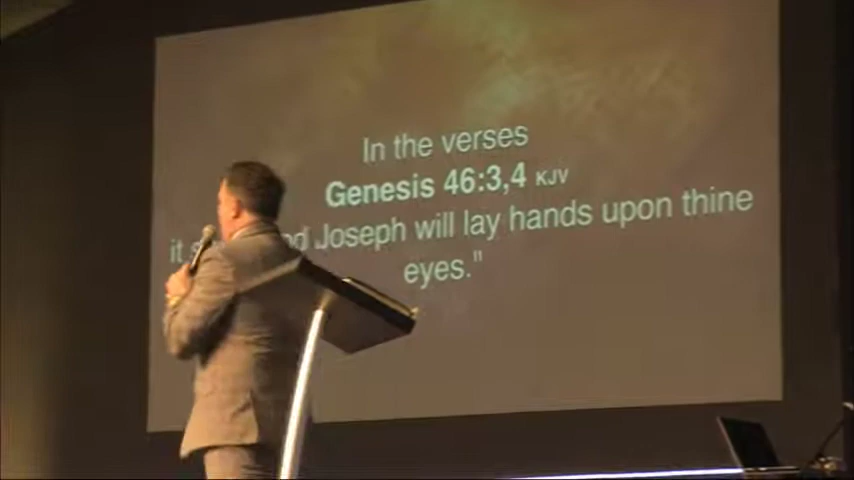 In the verses
Genesis 46:3,4 KJV
it Joseph will lay hands upon thine
eyes."